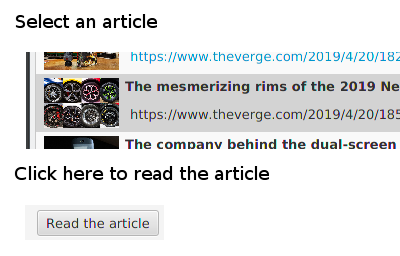 Select an article
https://www.theverge.com/2019/4/20/182
The mesmerizing rims of the 2019 Ne
https://www.theverge.com/2019/4/20/185
The company behind the dual-screen
Click here to read the article
Read the article